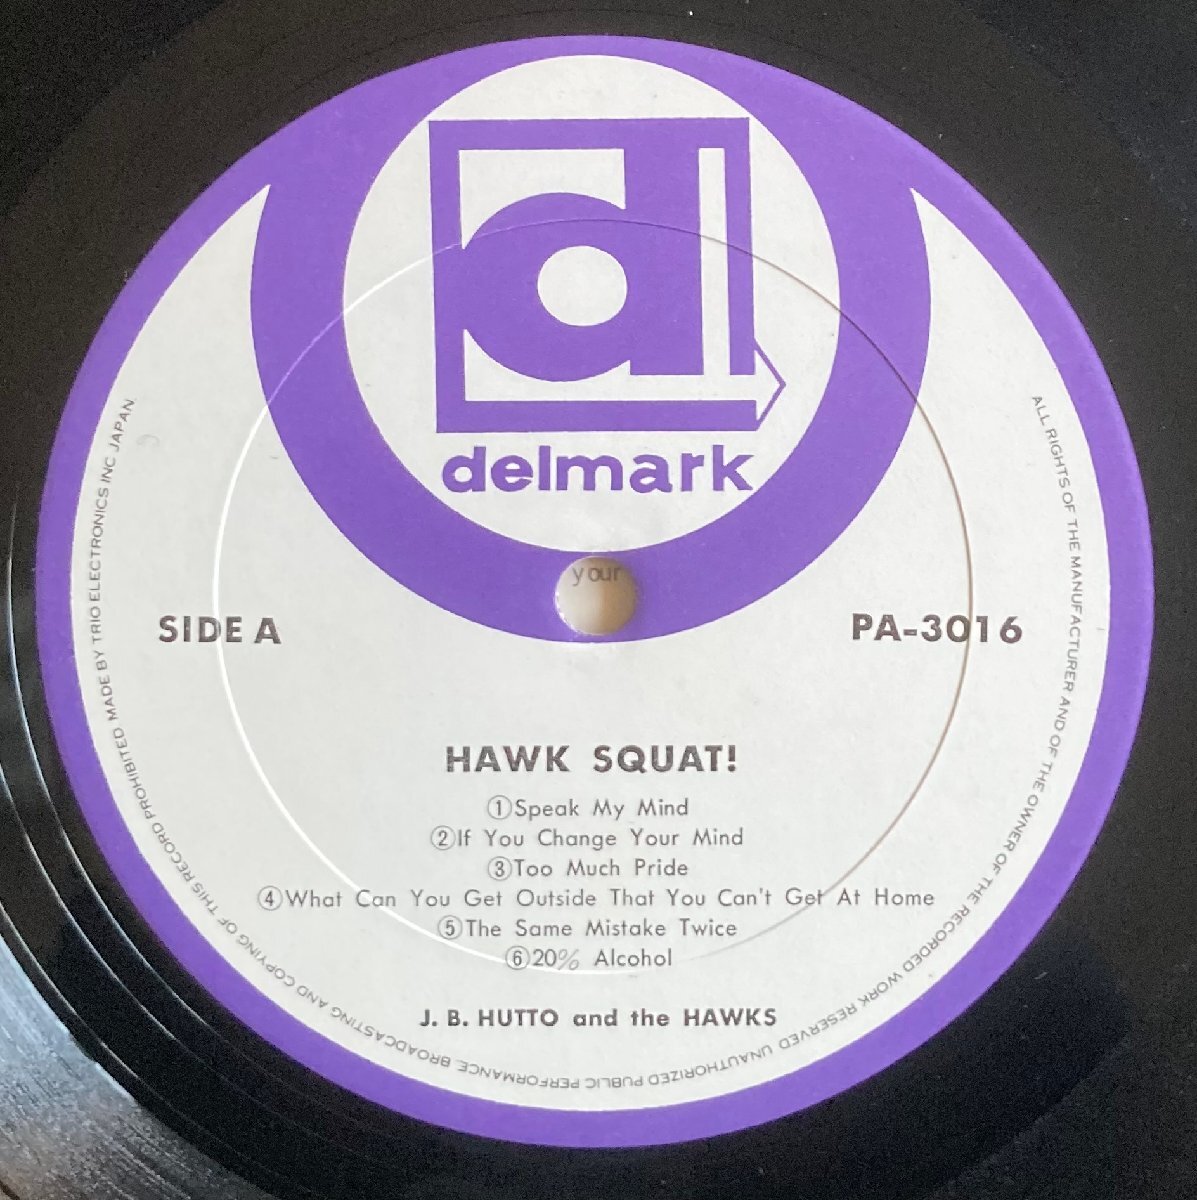 d
delmark
your
SIDE A
PA-3016
HAWK SQUAT!
①Speak My Mind
②If You Change Your Mind
③Too Much Pride
④What Can You Get Outside That You Can't Get At Home
⑤The Same Mistake Twice
⑥20% Alcohol
J. B. HUTTO and the HAWKS
ALL RIGHTS OF THE MANUFACTURER AND OF THE OWNER OF THE RECORDED WORK RESERVED UNAUTHORIZED PUBLIC PERFORMANCE BROADCASTING AND COPYING OF THIS RECORD PROHIBITED MADE BY TRIO ELECTRONICS INC JAPAN